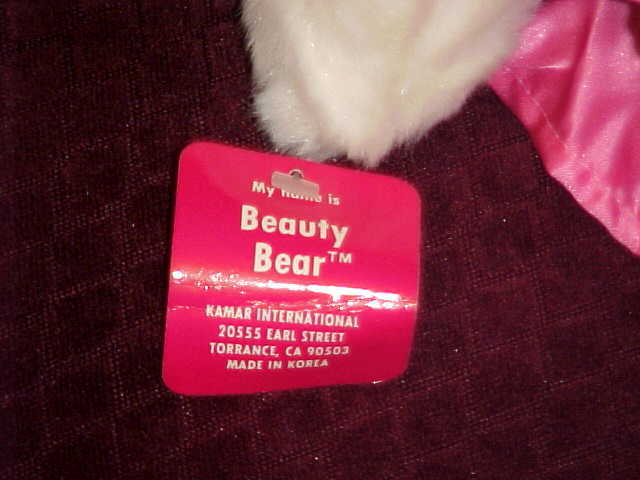 My name is
Beauty
Bear™
KAMAR INTERNATIONAL
20555 EARL STREET
TORRANCE, CA 90503
MADE IN KOREA